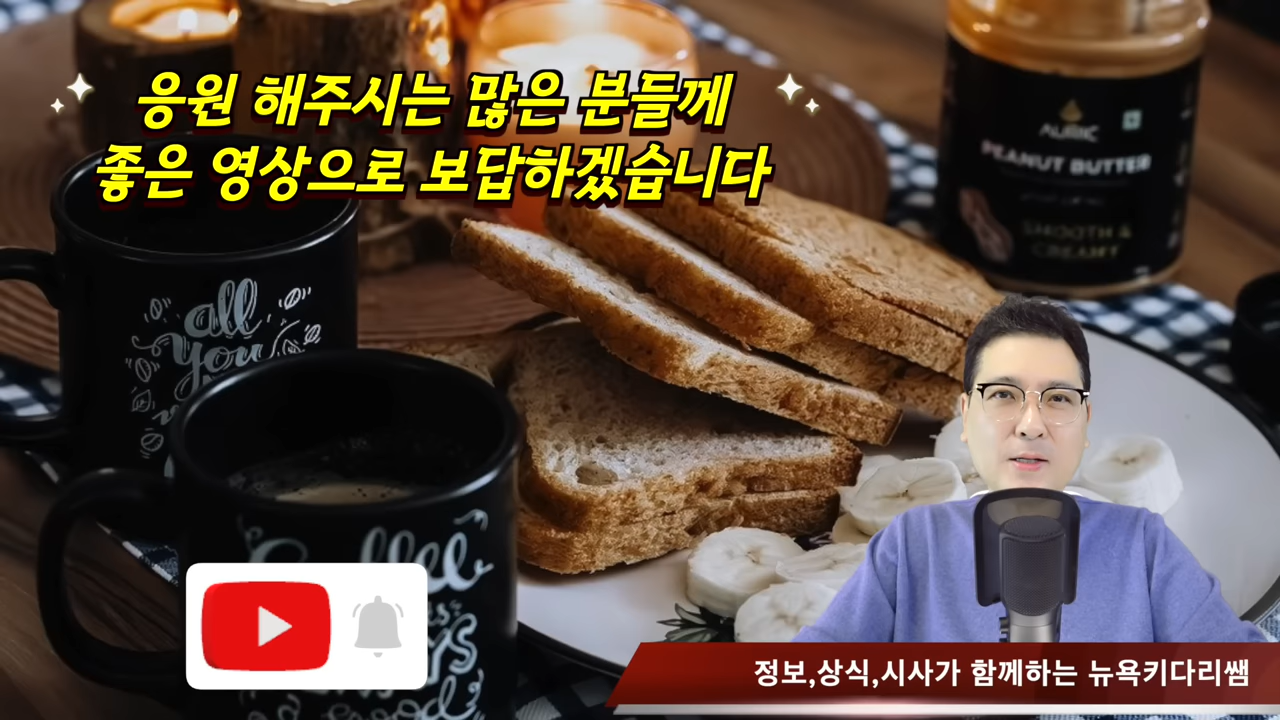 응원 해주시는 많은 분들께
좋은 영상으로 보답하겠습니다
AURIC
PEANUT BUTTER
SMOOTH &
CREAMY
all
you
정보,상식,시사가 함께하는 뉴욕키다리쌤